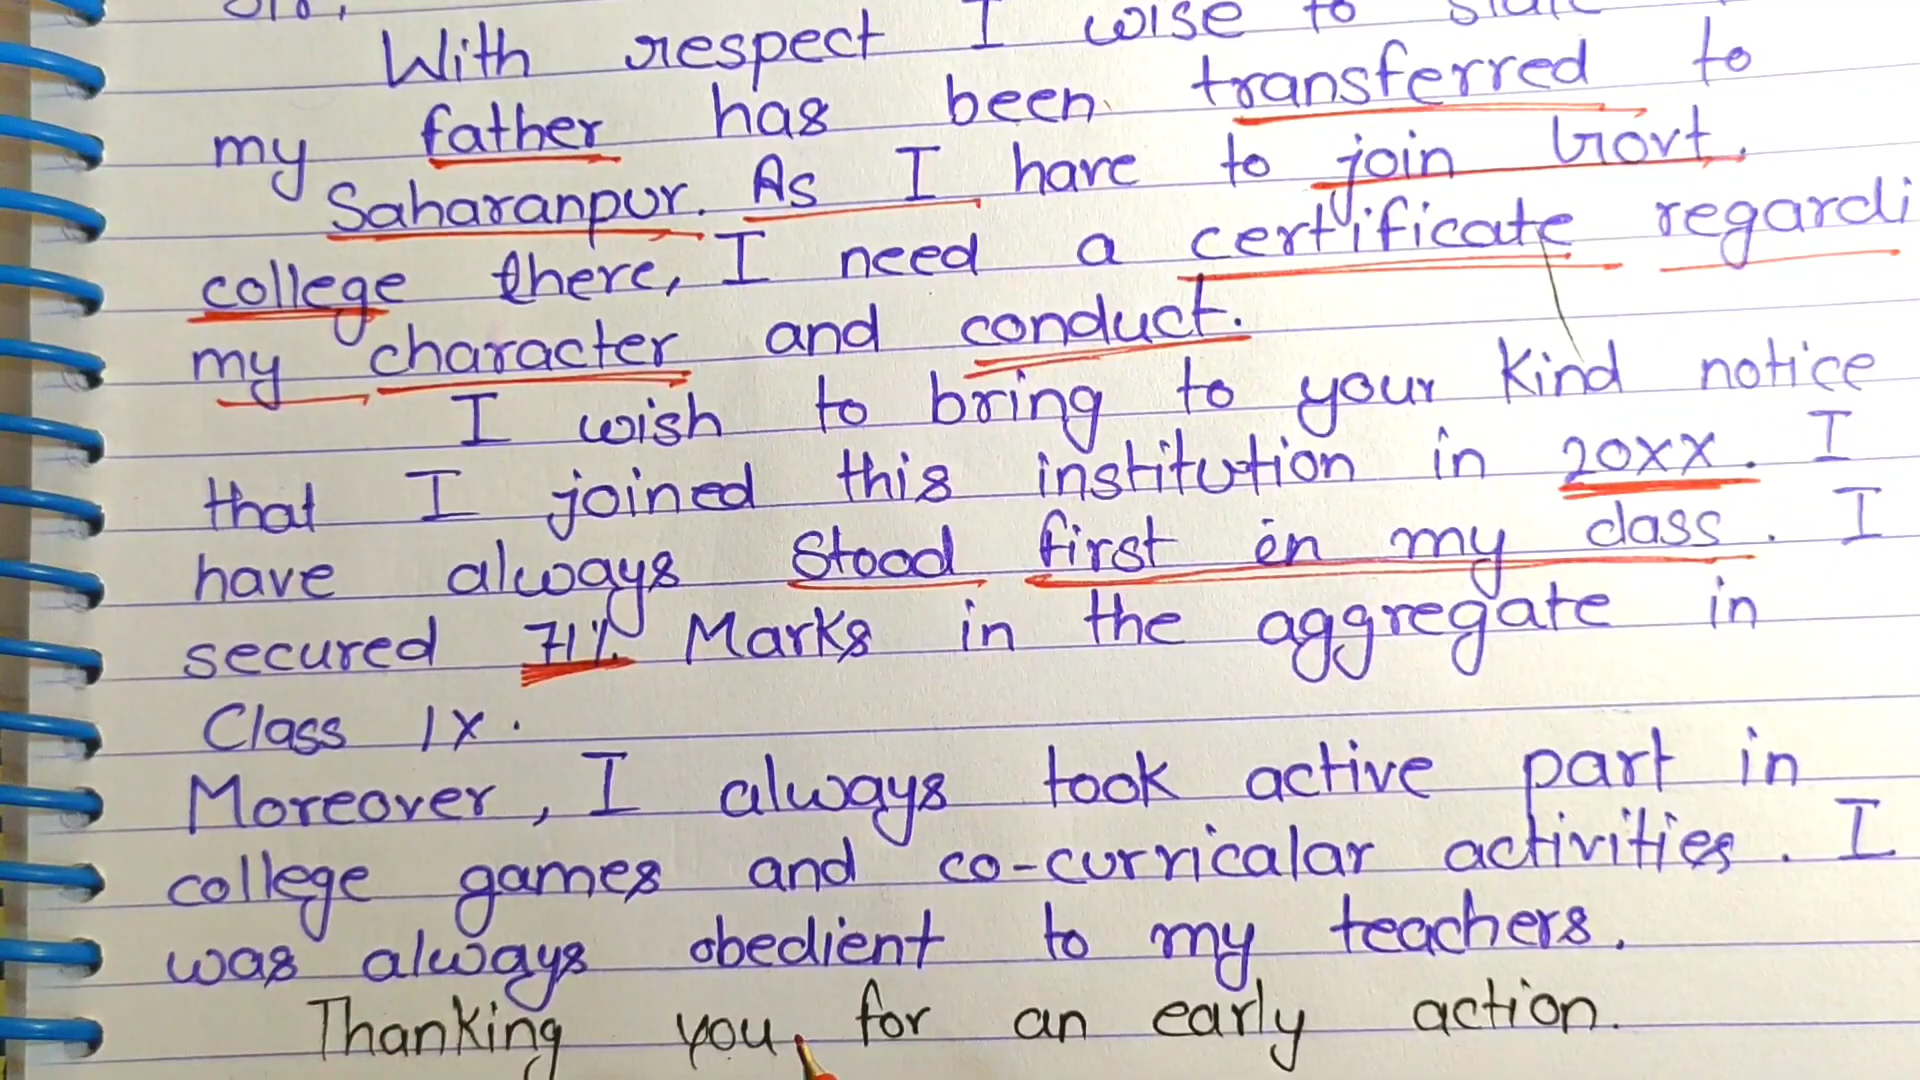 With respect I wise to state
my father has been transferred to
Saharanpur. As I have to join Govt.
college there, I need a certificate regardi
my character and conduct.
I wish to bring to your kind notice
that I joined this institution in 20XX. I
have always stood first in my class. I
secured 71% Marks in the aggregate in
Class IX.
Moreover, I always took active part in
college games and co-curricalar activities. I
was always obedient to my teachers.
Thanking you for an early action.